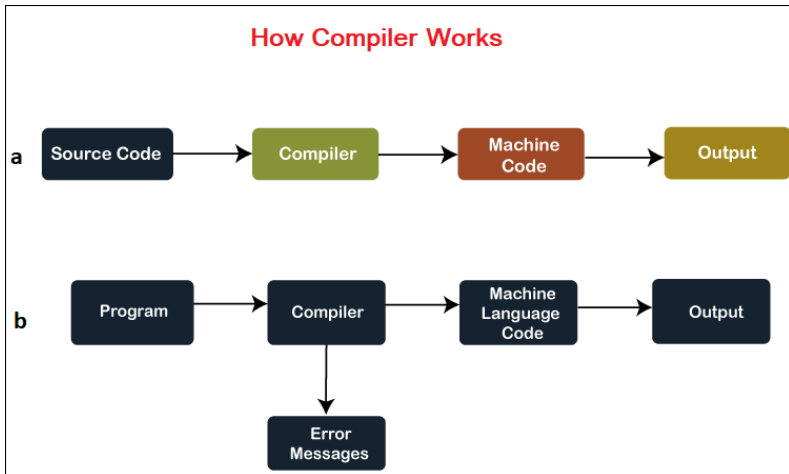 How Compiler Works
a
Source Code
Compiler
Machine
Code
Output
b
Program
Compiler
Machine
Language
Code
Output
Error
Messages